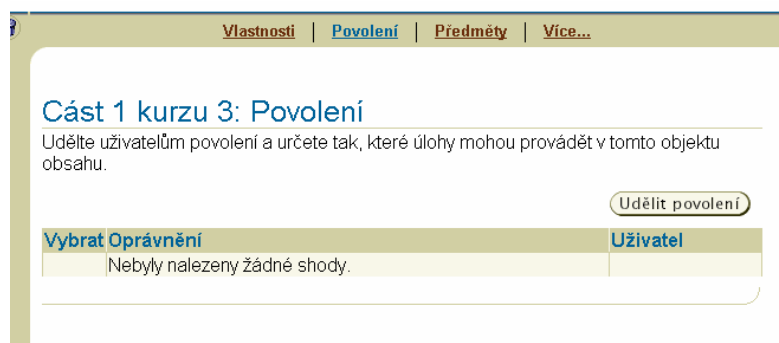 Vlastnosti | Povolení | Předměty | Více...
Část 1 kurzu 3: Povolení
Udělte uživatelům povolení a určete tak, které úlohy mohou provádět v tomto objektu
obsahu.
Udělit povolení
Vybrat Oprávnění Uživatel
Nebyly nalezeny žádné shody.